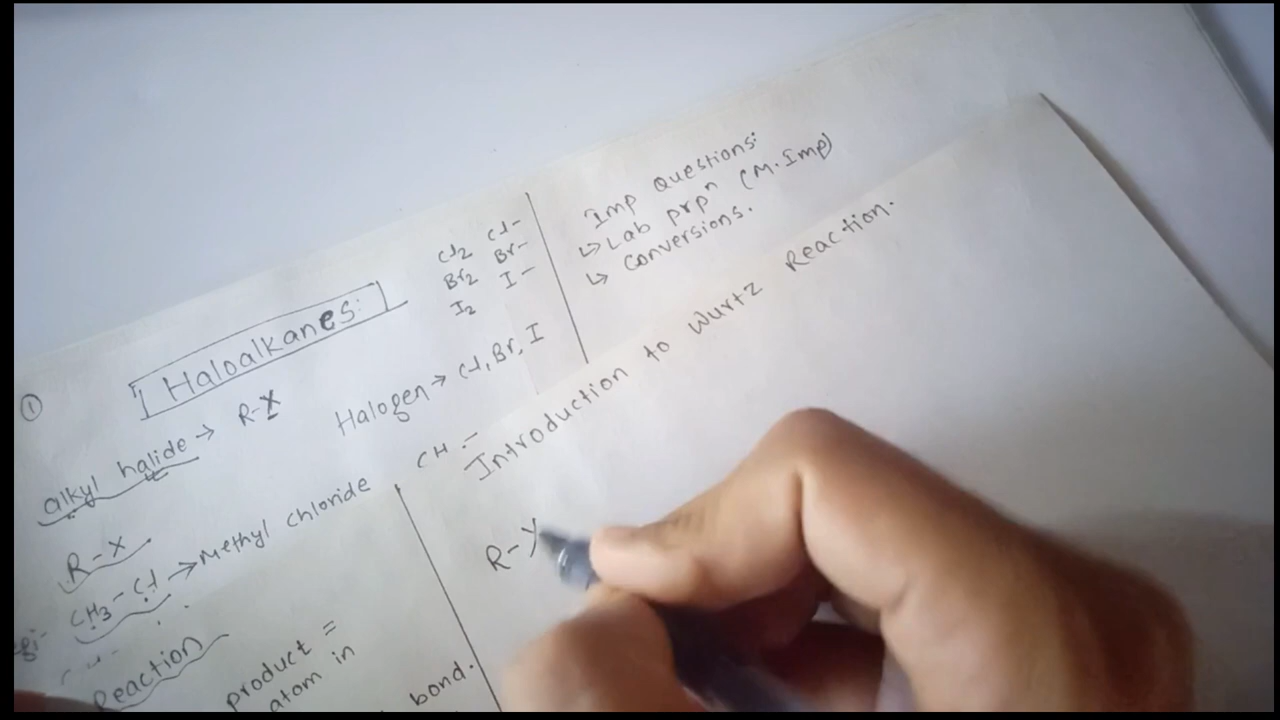 ①
Haloalkanes:
Cl2 Cl-
Br2 Br-
I2 I-
alkyl halide → R-X
Halogen → Cl, Br, I
R-X
CH3-Cl → Methyl chloride
Reaction
product =
atom in
bond.
Imp Questions:
↳ Lab prpⁿ (M.Imp)
↳ Conversions.
CH -
Introduction to Wurtz Reaction.
R-